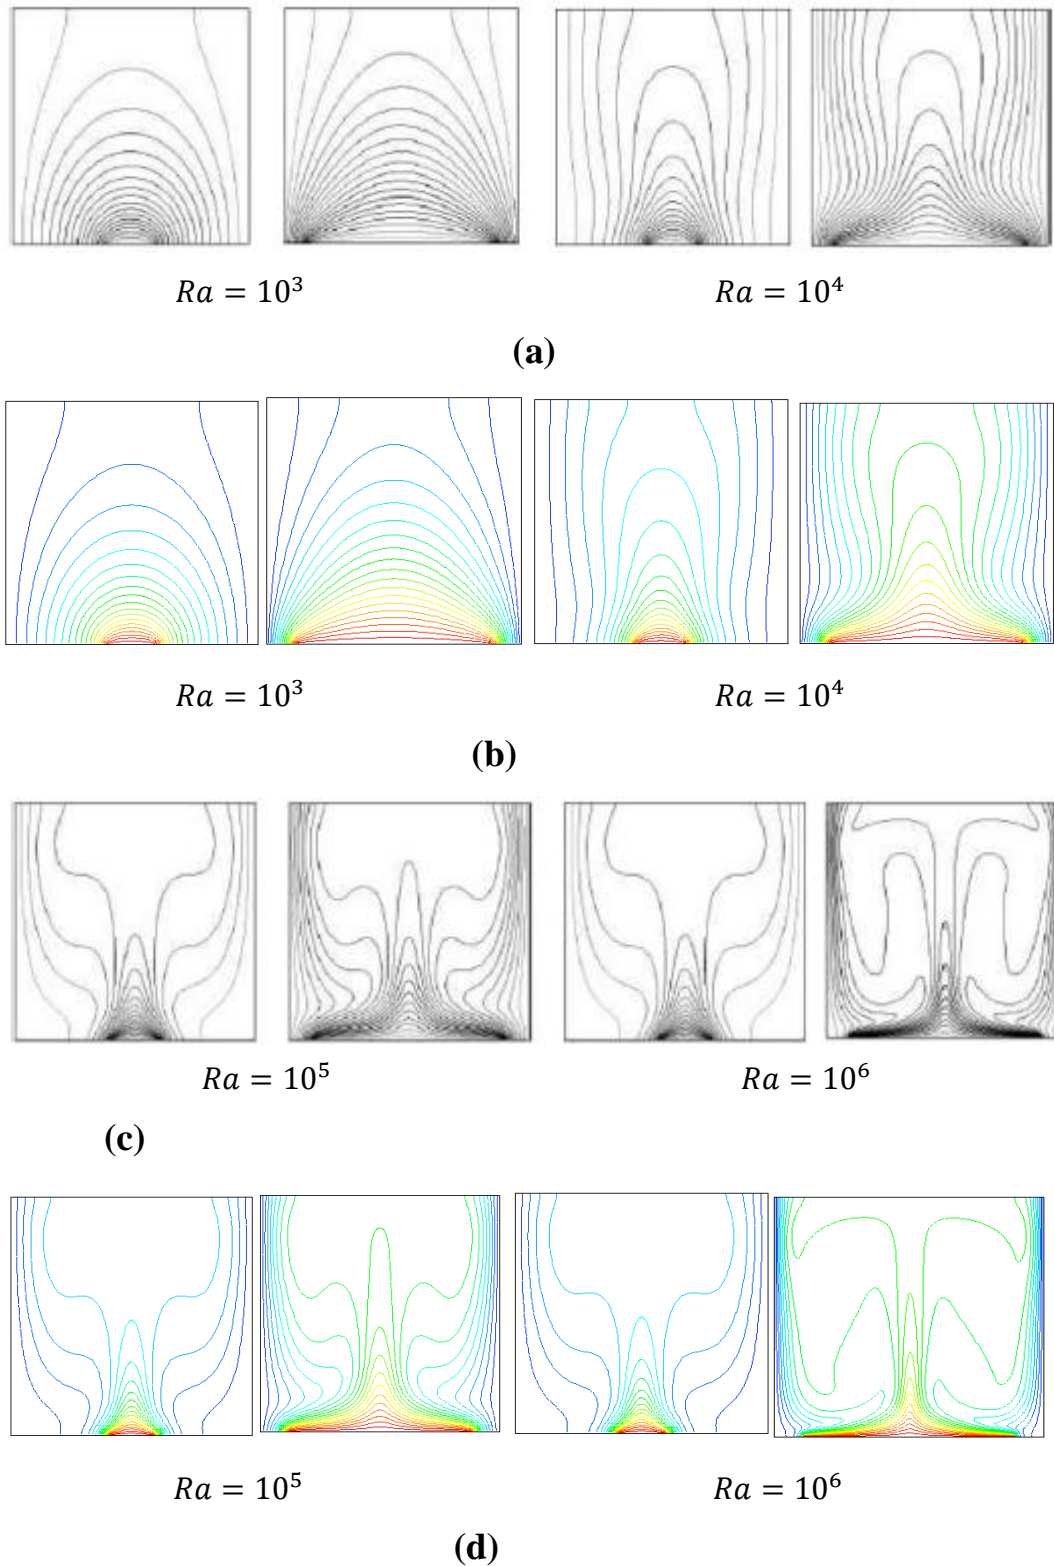 Ra = 10³ Ra = 10⁴
(a)
Ra = 10³ Ra = 10⁴
(b)
Ra = 10⁵ Ra = 10⁶
(c)
Ra = 10⁵ Ra = 10⁶
(d)